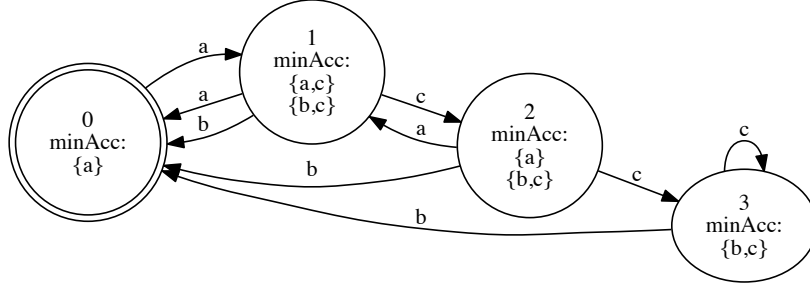 0
minAcc:
{a}
a
a
b
1
minAcc:
{a,c}
{b,c}
c
a
b
2
minAcc:
{a}
{b,c}
c
b
c
3
minAcc:
{b,c}